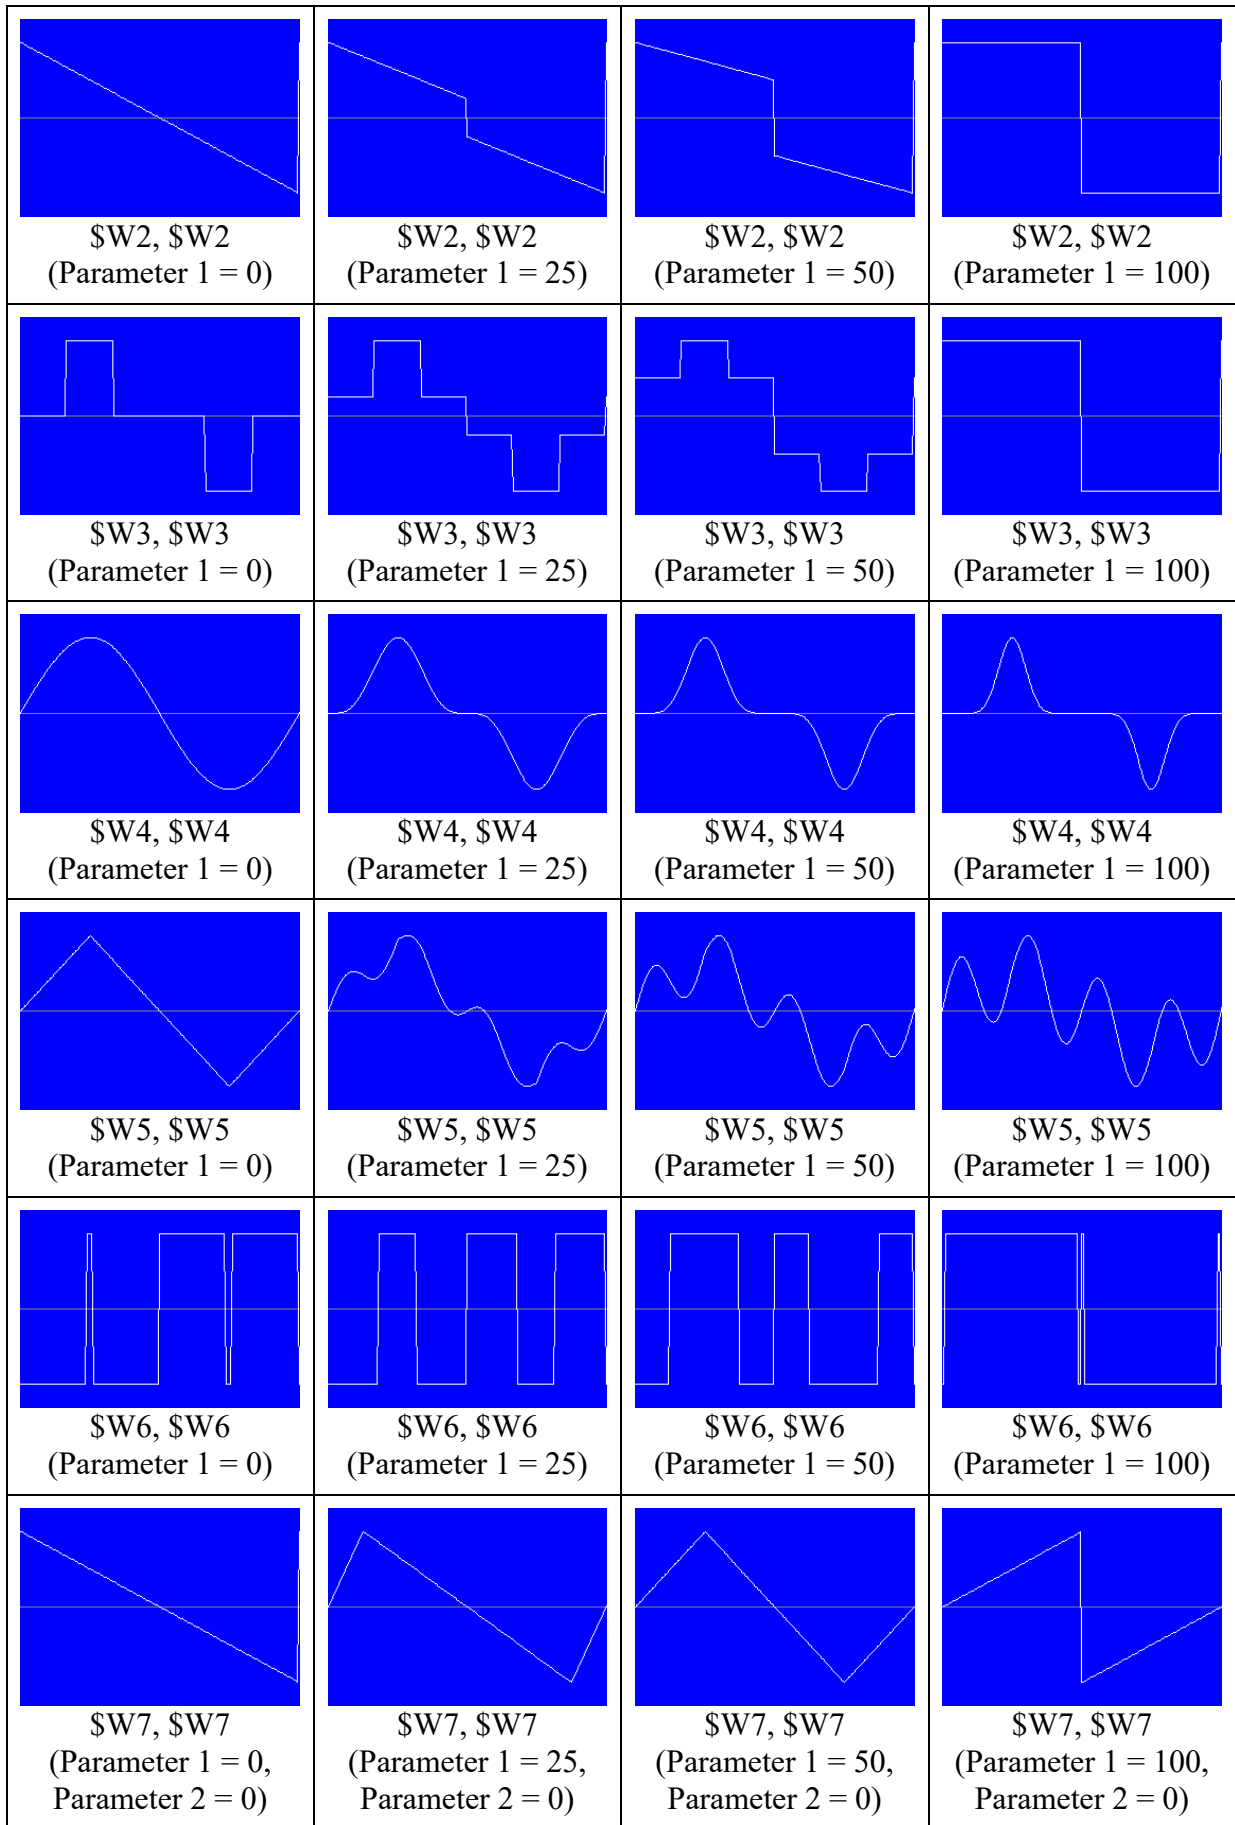 $W2, $W2
(Parameter 1 = 0)
$W2, $W2
(Parameter 1 = 25)
$W2, $W2
(Parameter 1 = 50)
$W2, $W2
(Parameter 1 = 100)
$W3, $W3
(Parameter 1 = 0)
$W3, $W3
(Parameter 1 = 25)
$W3, $W3
(Parameter 1 = 50)
$W3, $W3
(Parameter 1 = 100)
$W4, $W4
(Parameter 1 = 0)
$W4, $W4
(Parameter 1 = 25)
$W4, $W4
(Parameter 1 = 50)
$W4, $W4
(Parameter 1 = 100)
$W5, $W5
(Parameter 1 = 0)
$W5, $W5
(Parameter 1 = 25)
$W5, $W5
(Parameter 1 = 50)
$W5, $W5
(Parameter 1 = 100)
$W6, $W6
(Parameter 1 = 0)
$W6, $W6
(Parameter 1 = 25)
$W6, $W6
(Parameter 1 = 50)
$W6, $W6
(Parameter 1 = 100)
$W7, $W7
(Parameter 1 = 0,
Parameter 2 = 0)
$W7, $W7
(Parameter 1 = 25,
Parameter 2 = 0)
$W7, $W7
(Parameter 1 = 50,
Parameter 2 = 0)
$W7, $W7
(Parameter 1 = 100,
Parameter 2 = 0)